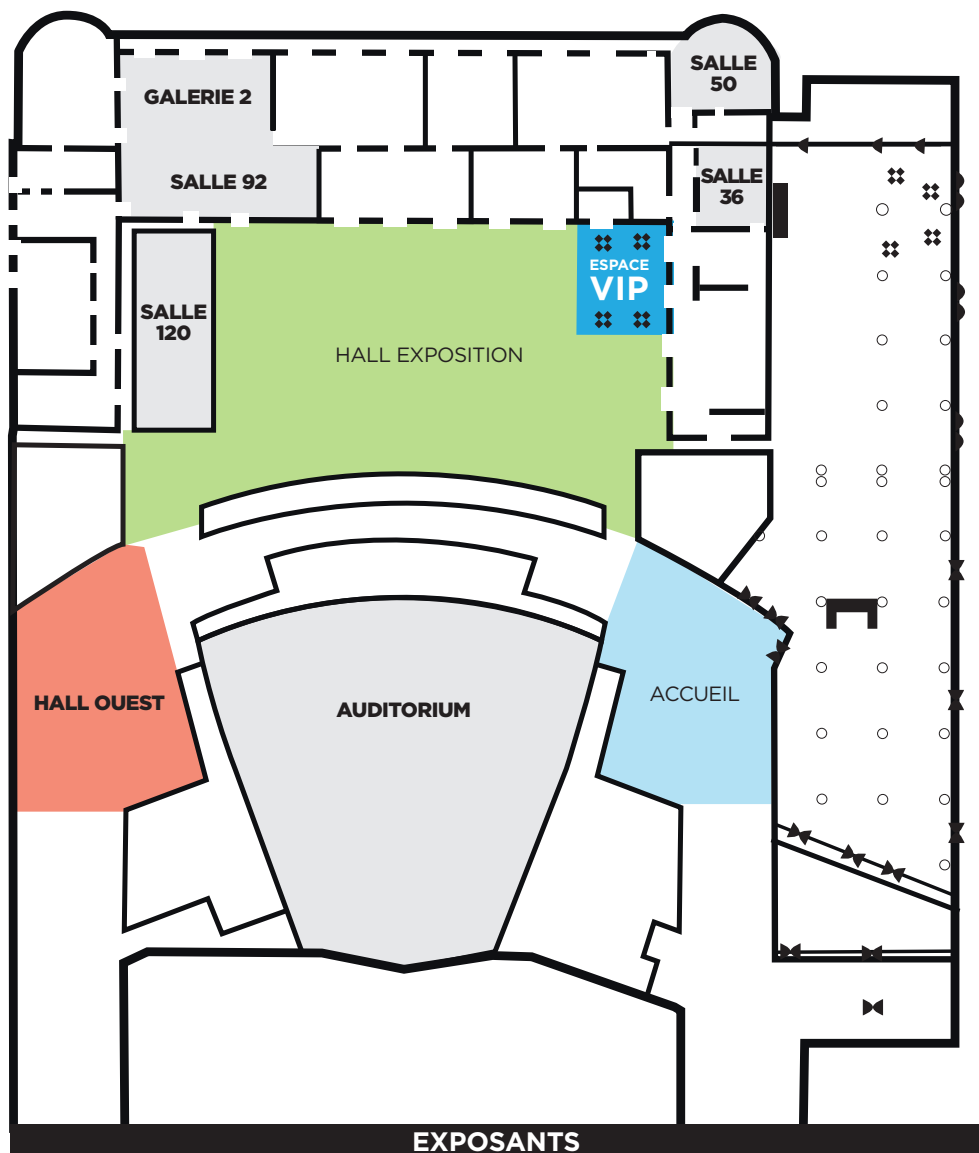 SALLE
50
GALERIE 2
SALLE 92
SALLE
36
ESPACE
VIP
SALLE
120
HALL EXPOSITION
HALL OUEST
AUDITORIUM
ACCUEIL
EXPOSANTS